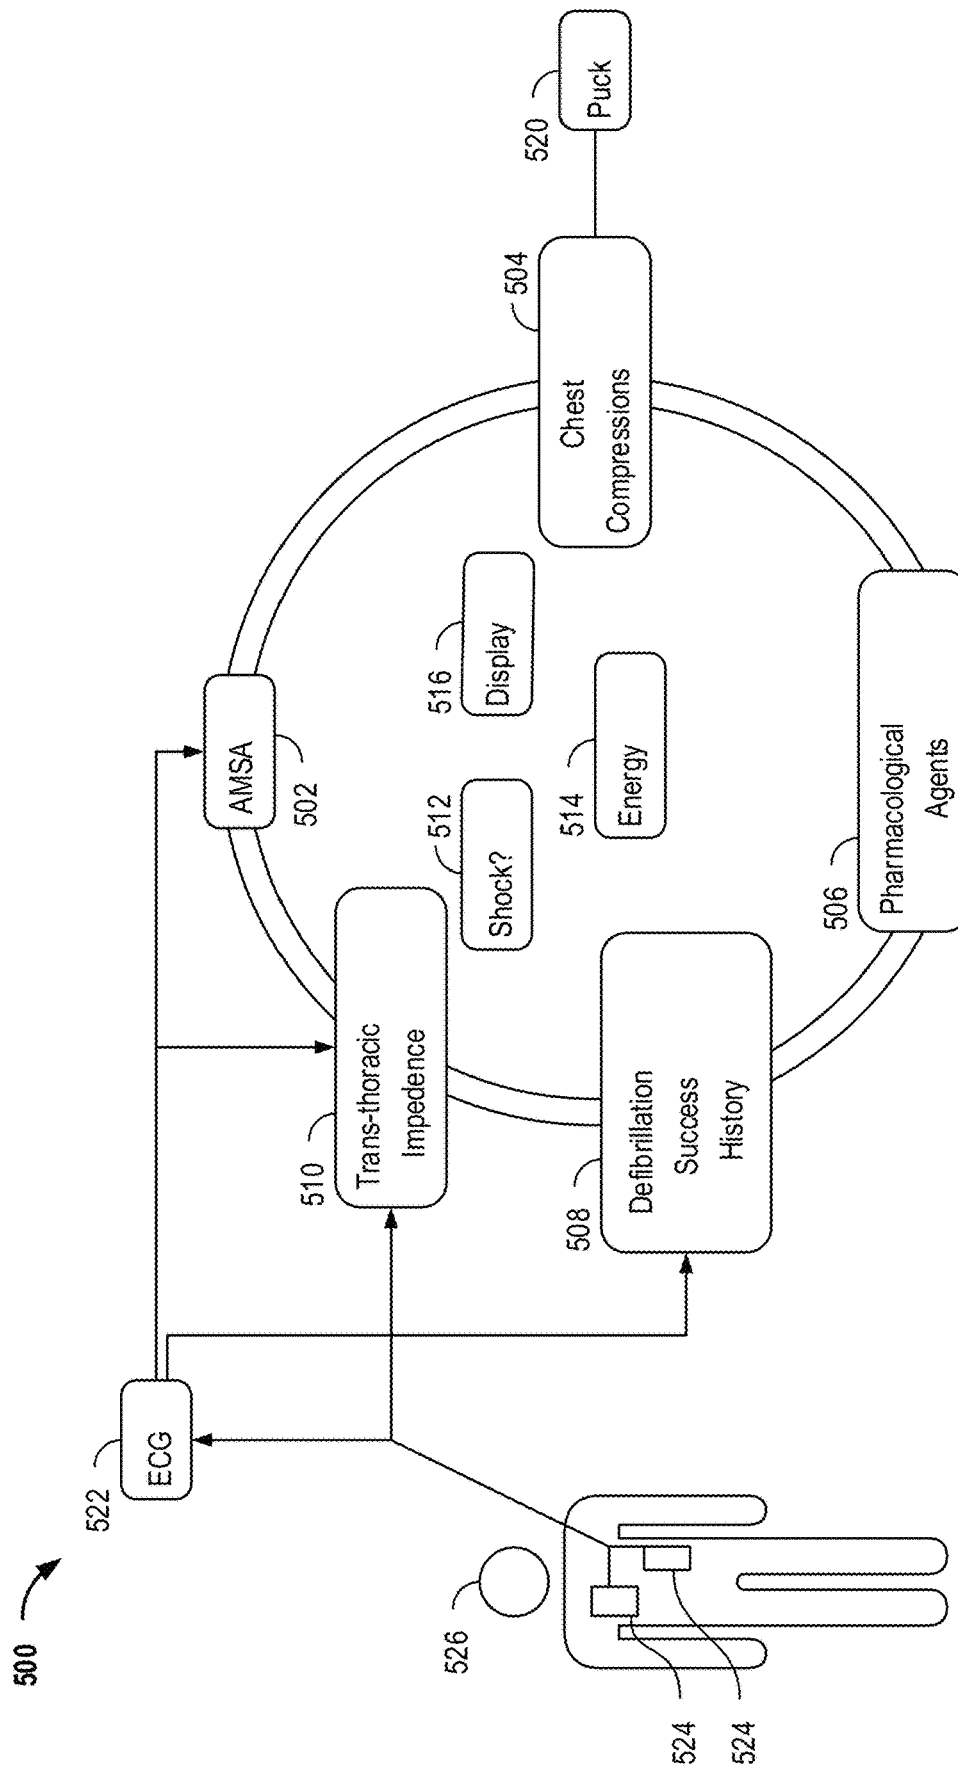 500
522
ECG
526
524
524
510
Trans-thoracic
Impedence
AMSA
502
512
Shock?
516
Display
514
Energy
508
Defibrillation
Success
History
504
Chest
Compressions
520
Puck
506
Pharmacological
Agents